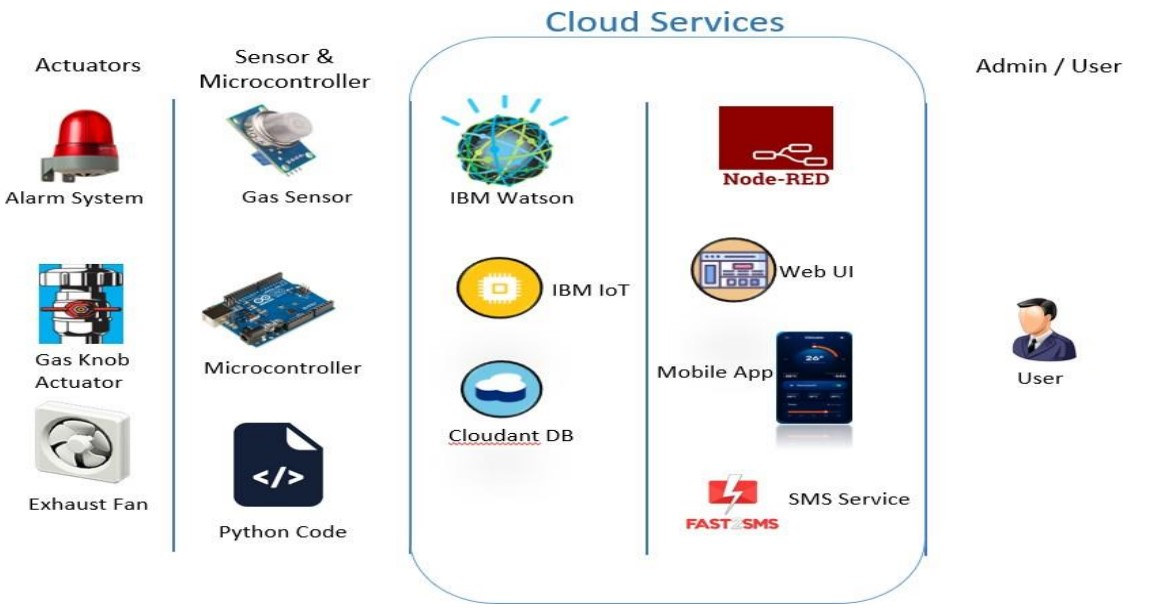 Cloud Services
Actuators
Sensor &
Microcontroller
Admin / User
Alarm System
Gas Sensor
IBM Watson
Node-RED
Gas Knob
Actuator
Microcontroller
IBM IoT
Web UI
Mobile App
26°
User
Exhaust Fan
</>
Python Code
Cloudant DB
FAST2SMS
SMS Service